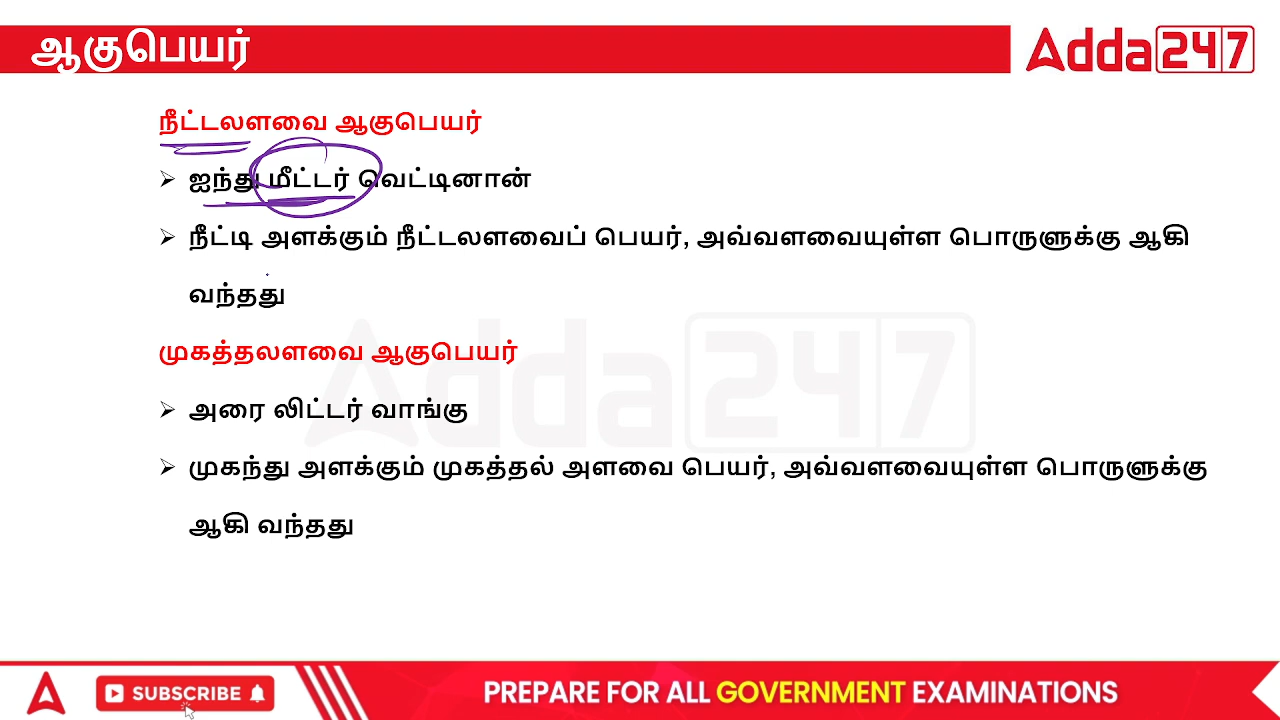 ஆகுபெயர்
Adda247
நீட்டலளவை ஆகுபெயர்
➢ ஐந்து மீட்டர் வெட்டினான்
➢ நீட்டி அளக்கும் நீட்டலளவைப் பெயர், அவ்வளவையுள்ள பொருளுக்கு ஆகி
வந்தது
Adda247
முகத்தலளவை ஆகுபெயர்
➢ அரை லிட்டர் வாங்கு
➢ முகந்து அளக்கும் முகத்தல் அளவை பெயர், அவ்வளவையுள்ள பொருளுக்கு
ஆகி வந்தது
SUBSCRIBE
PREPARE FOR ALL GOVERNMENT EXAMINATIONS